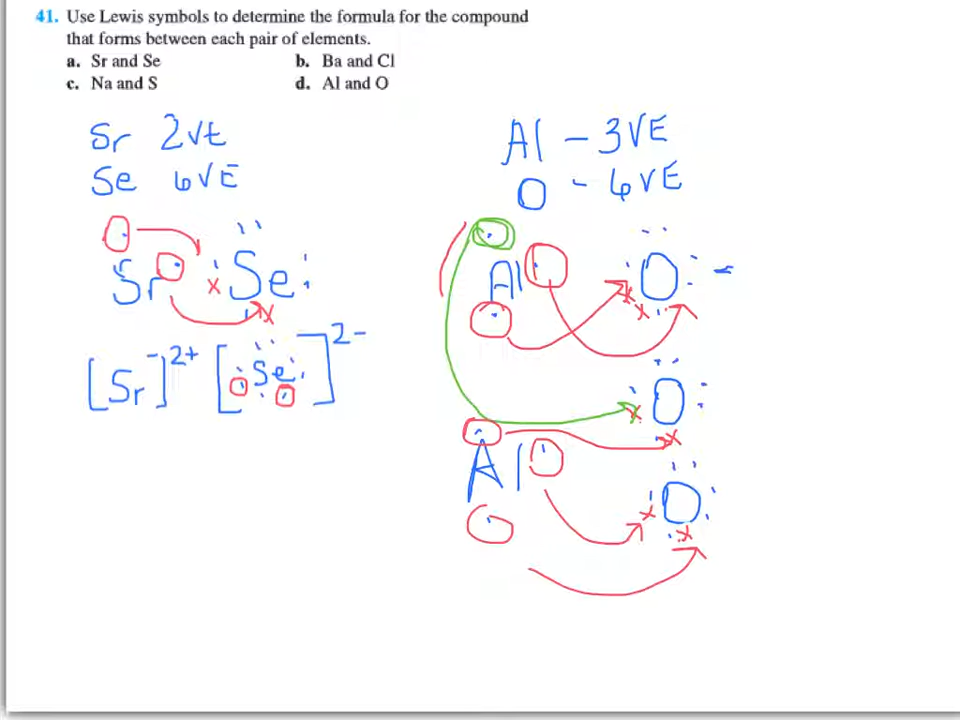 41. Use Lewis symbols to determine the formula for the compound
that forms between each pair of elements.
a. Sr and Se b. Ba and Cl
c. Na and S d. Al and O
Sr 2VE
Se 6VE
Sr Se
[Sr]2+ [Se]2-
Al - 3VE
O - 6VE
Al O
O
Al O